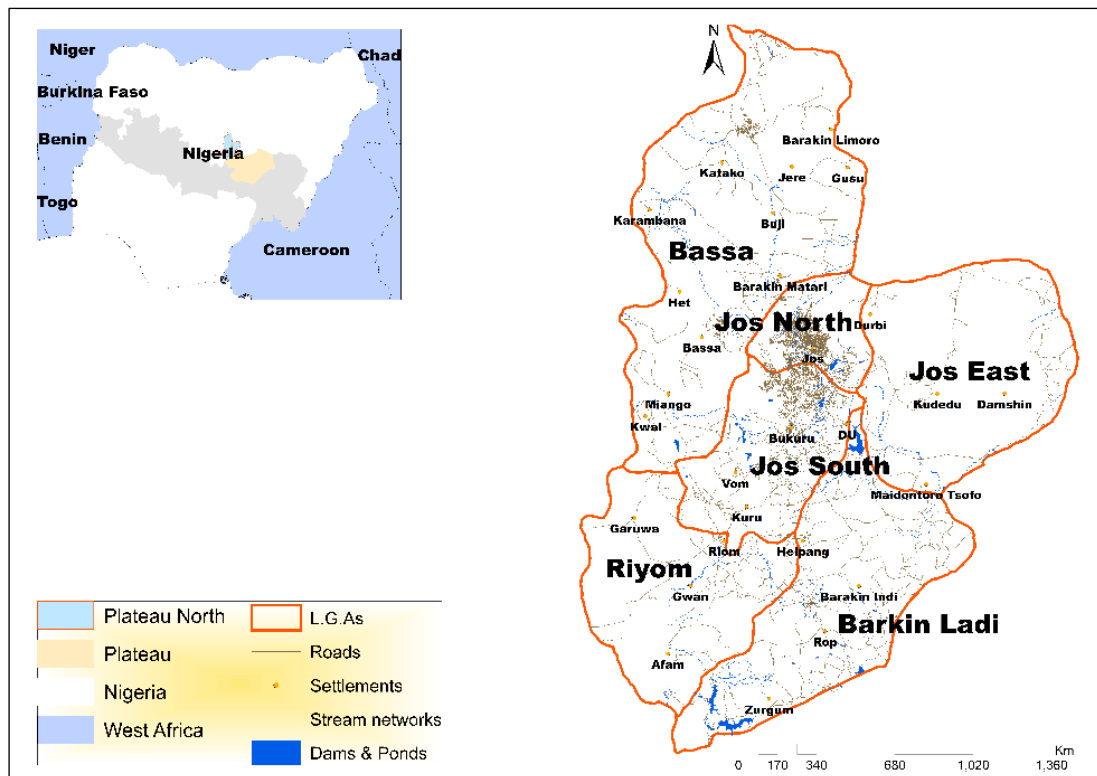 N
Niger
Chad
Burkina Faso
Benin
Nigeria
Togo
Cameroon
Barakin Limoro
Katako
Jere
Gusu
Karambana
Buji
Bassa
Barakin Matari
Het
Jos North
Durbi
Bassa
Jos
Jos East
Miango
Kudedu
Damshin
Kwal
Bukuru
DU
Jos South
Vom
Maidontoro Tsofo
Kuru
Garuwa
Riom
Heipang
Riyom
Gwan
Barakin Indi
Barkin Ladi
Rop
Afam
Zurgum
Plateau North
Plateau
Nigeria
West Africa
L.G.As
Roads
Settlements
Stream networks
Dams & Ponds
Km
0 170 340 680 1,020 1,360